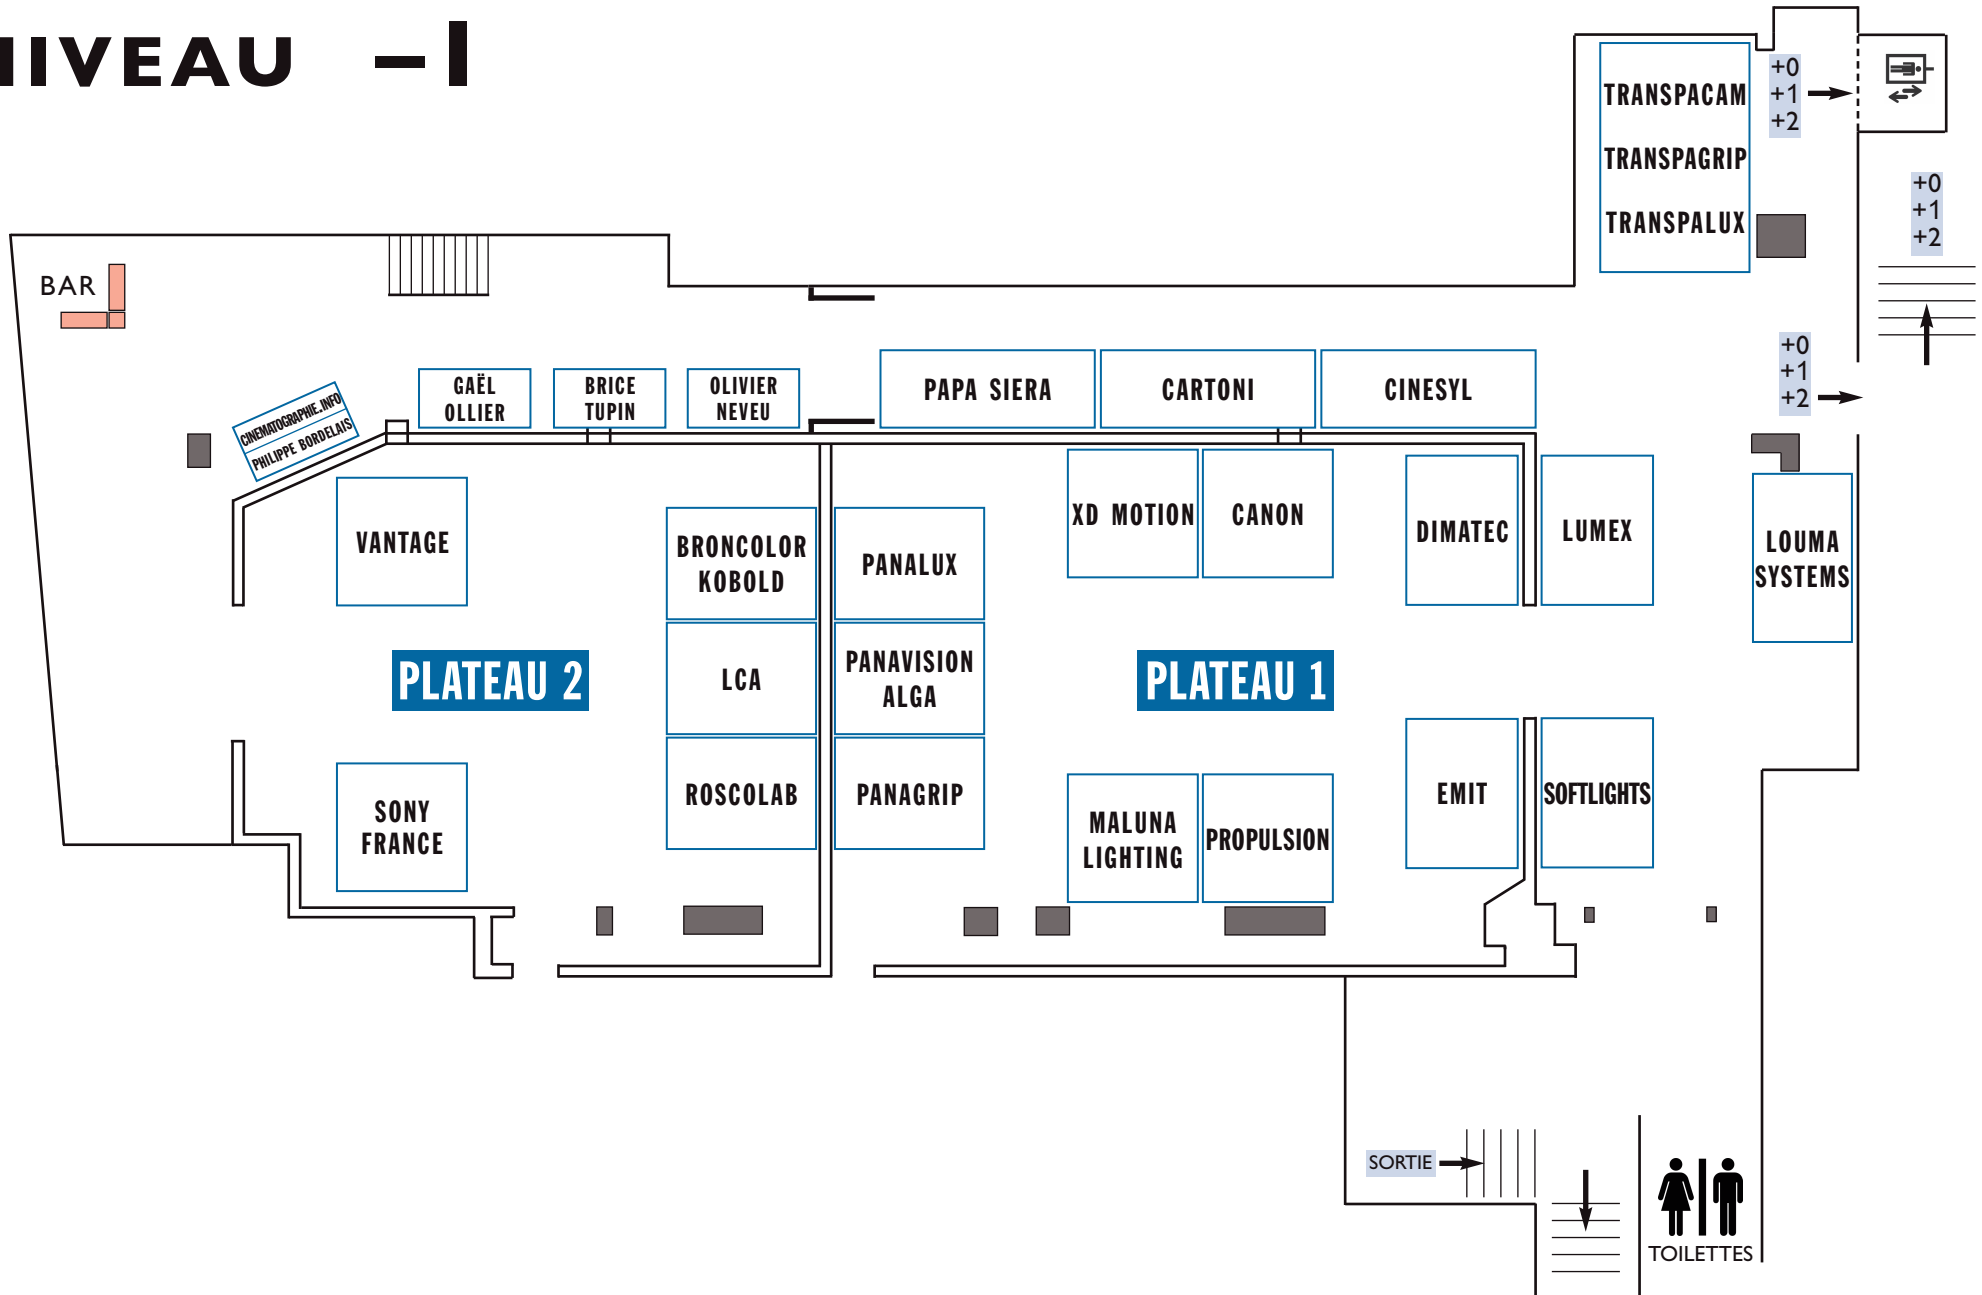 NIVEAU -1
TRANSPACAM
TRANSPAGRIP
TRANSPALUX
+0
+1
+2
+0
+1
+2
BAR
+0
+1
+2
CINEMATOGRAPHIE.INFO
PHILIPPE BORDELAIS
GAËL
OLLIER
BRICE
TUPIN
OLIVIER
NEVEU
PAPA SIERA
CARTONI
CINESYL
VANTAGE
BRONCOLOR
KOBOLD
PANALUX
XD MOTION
CANON
DIMATEC
LUMEX
LOUMA
SYSTEMS
PLATEAU 2
LCA
PANAVISION
ALGA
PLATEAU 1
SONY
FRANCE
ROSCOLAB
PANAGRIP
MALUNA
LIGHTING
PROPULSION
EMIT
SOFTLIGHTS
SORTIE
TOILETTES